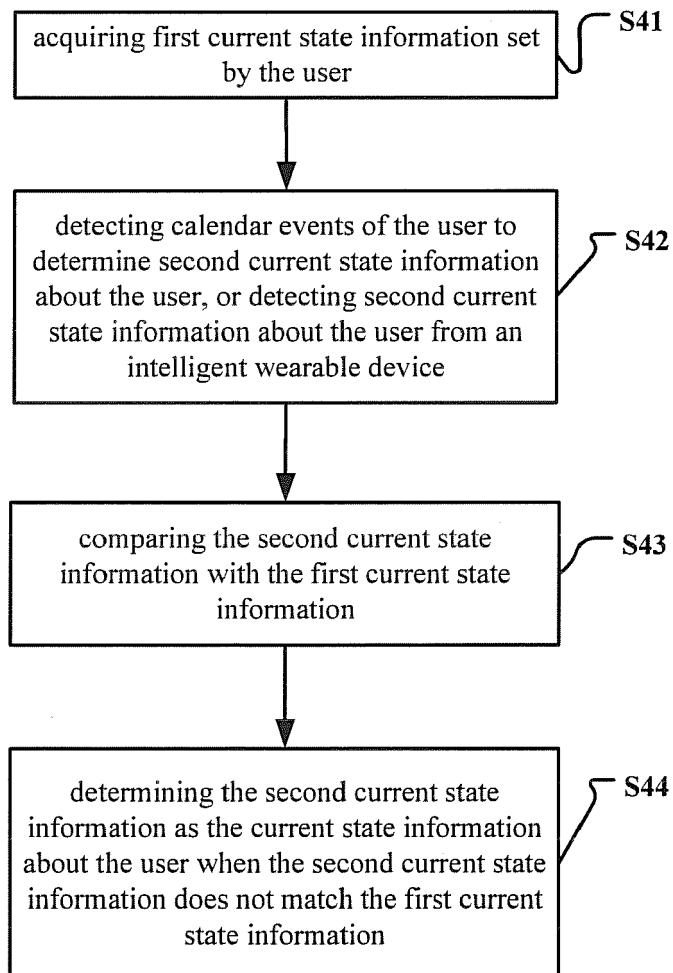 acquiring first current state information set
by the user
S41
detecting calendar events of the user to
determine second current state information
about the user, or detecting second current
state information about the user from an
intelligent wearable device
S42
comparing the second current state
information with the first current state
information
S43
determining the second current state
information as the current state information
about the user when the second current state
information does not match the first current
state information
S44